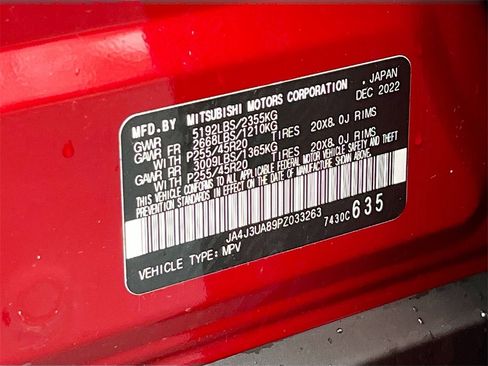 MFD.BY MITSUBISHI MOTORS CORPORATION , JAPAN
GVWR 5192LBS/2355KG DEC 2022
GAWR FR 2668LBS/1210KG
WITH P255/45R20 TIRES 20X8.0J RIMS
GAWR RR 3009LBS/1365KG
WITH P255/45R20 TIRES 20X8.0J RIMS
THIS VEHICLE CONFORMS TO ALL APPLICABLE FEDERAL MOTOR VEHICLE SAFETY AND THEFT
PREVENTION STANDARDS IN EFFECT ON THE DATE OF MANUFACTURE SHOWN ABOVE.
JA4J3UA89PZ033263 7430C 635
VEHICLE TYPE: MPV